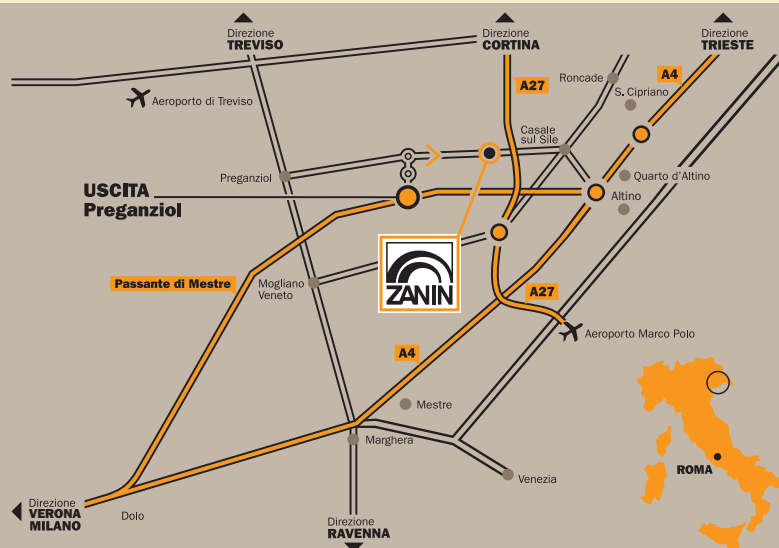 Direzione
TREVISO
Direzione
CORTINA
Direzione
TRIESTE
A27
Roncade
A4
S. Cipriano
Aeroporto di Treviso
Casale
sul Sile
Preganziol
Quarto d'Altino
USCITA
Preganziol
Altino
Passante di Mestre
Mogliano
Veneto
ZANIN
A27
Aeroporto Marco Polo
A4
Mestre
Marghera
ROMA
Venezia
Direzione
VERONA
MILANO
Dolo
Direzione
RAVENNA